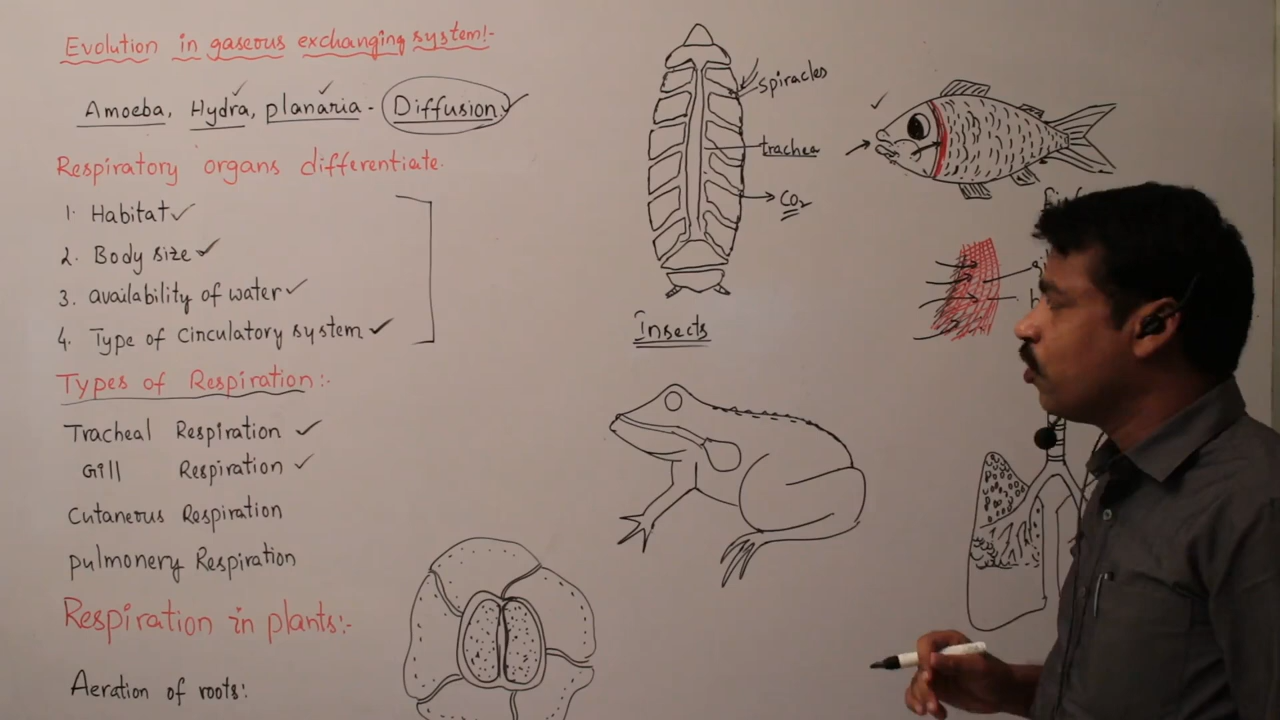 Evolution in gaseous exchanging system:-
Amoeba, Hydra, planaria - Diffusion
Respiratory organs differentiate.
1. Habitat
2. Body size
3. availability of water
4. Type of Cinculatory system
Types of Respiration:-
Tracheal Respiration
Gill Respiration
Cutaneous Respiration
pulmonery Respiration
Respiration in plants:-
Aeration of roots:
spiracles
trachea
CO2
Insects